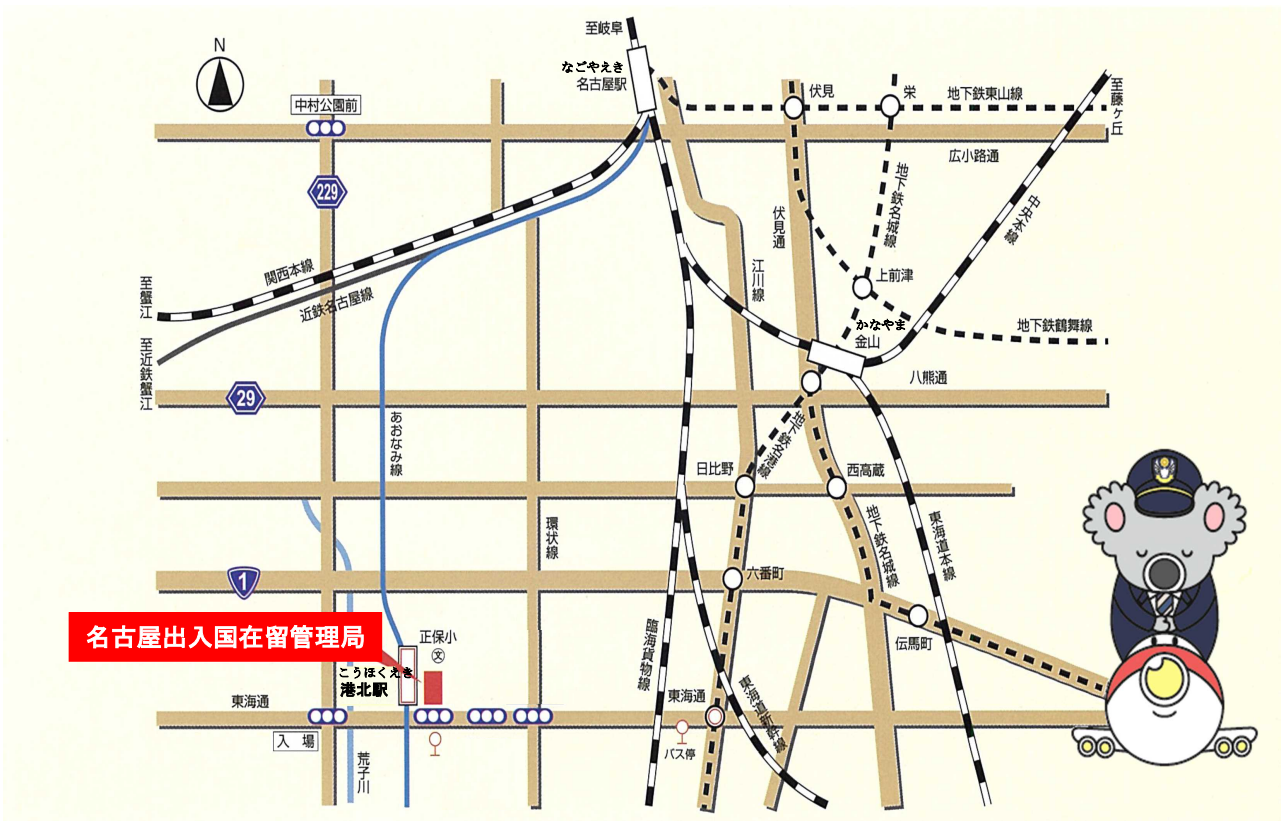 至岐阜
N
なごやえき
名古屋駅
中村公園前
伏見
栄
地下鉄東山線
至藤ヶ丘
広小路通
229
地下鉄名城線
中央本線
伏見通
関西本線
江川線
上前津
至蟹江
近鉄名古屋線
かなやま
金山
地下鉄鶴舞線
至近鉄蟹江
八熊通
29
あおなみ線
地下鉄名港線
日比野
西高蔵
環状線
地下鉄名城線
東海道本線
1
六番町
名古屋出入国在留管理局
正保小
文
伝馬町
臨海貨物線
こうほくえき
港北駅
東海通
東海通
東海道新幹線
入場
バス停
荒子川